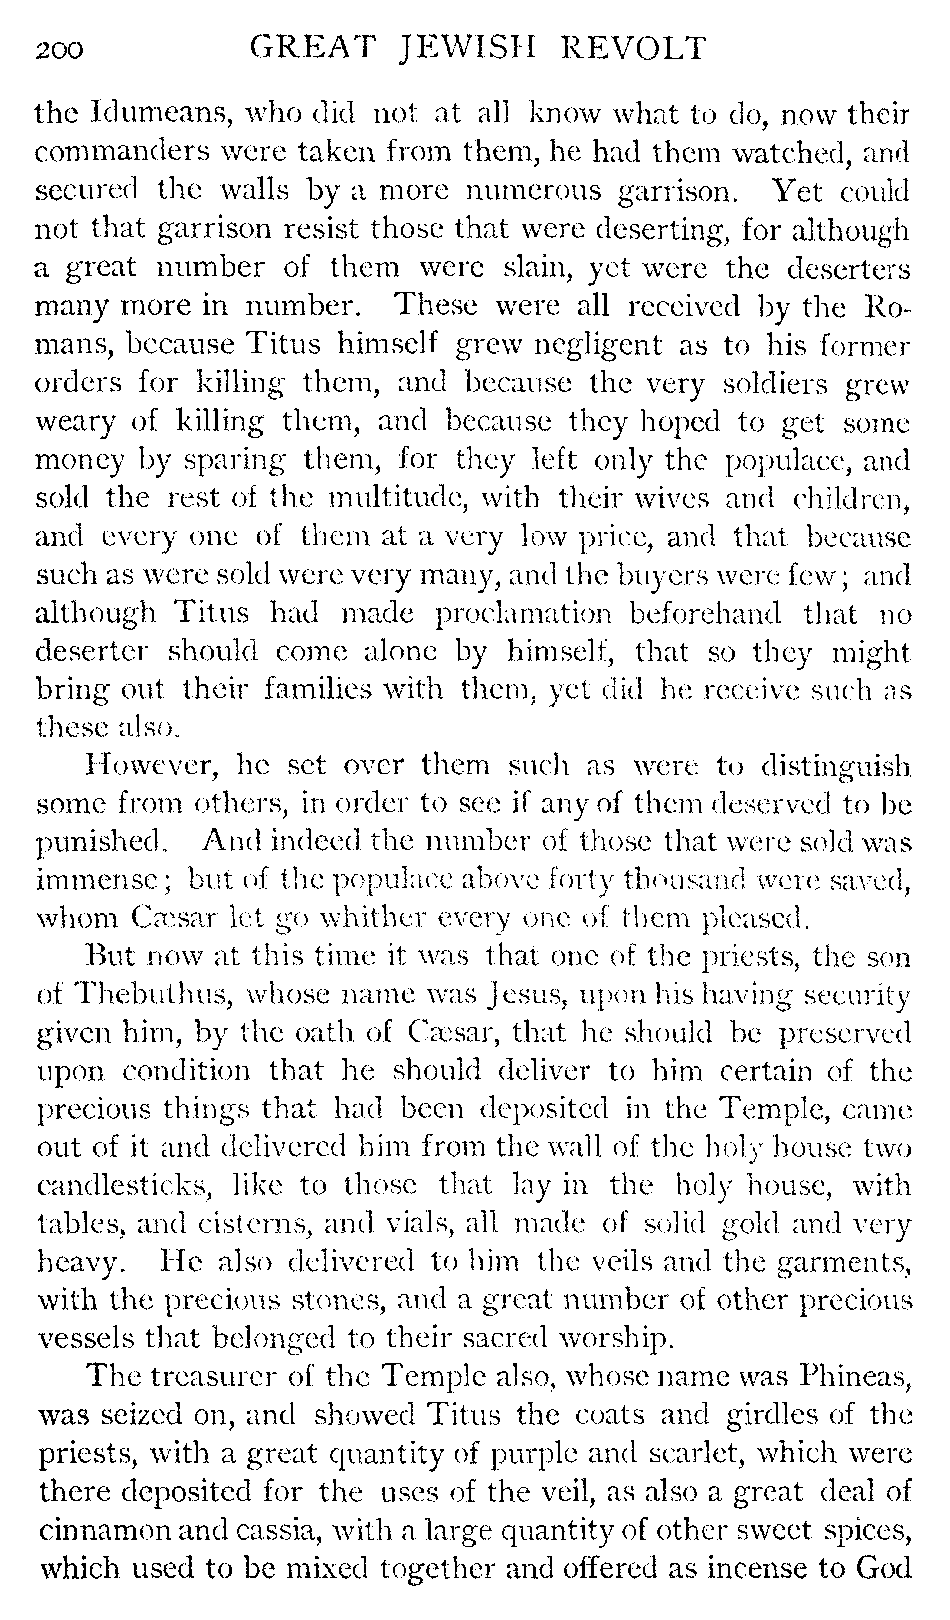 200 GREAT JEWISH REVOLT
the Idumeans, who did not at all know what to do, now their
commanders were taken from them, he had them watched, and
secured the walls by a more numerous garrison. Yet could
not that garrison resist those that were deserting, for although
a great number of them were slain, yet were the deserters
many more in number. These were all received by the Ro-
mans, because Titus himself grew negligent as to his former
orders for killing them, and because the very soldiers grew
weary of killing them, and because they hoped to get some
money by sparing them, for they left only the populace, and
sold the rest of the multitude, with their wives and children,
and every one of them at a very low price, and that because
such as were sold were very many, and the buyers were few; and
although Titus had made proclamation beforehand that no
deserter should come alone by himself, that so they might
bring out their families with them, yet did he receive such as
these also.
However, he set over them such as were to distinguish
some from others, in order to see if any of them deserved to be
punished. And indeed the number of those that were sold was
immense; but of the populace above forty thousand were saved,
whom Cæsar let go whither every one of them pleased.
But now at this time it was that one of the priests, the son
of Thebuthus, whose name was Jesus, upon his having security
given him, by the oath of Cæsar, that he should be preserved
upon condition that he should deliver to him certain of the
precious things that had been deposited in the Temple, came
out of it and delivered him from the wall of the holy house two
candlesticks, like to those that lay in the holy house, with
tables, and cisterns, and vials, all made of solid gold and very
heavy. He also delivered to him the veils and the garments,
with the precious stones, and a great number of other precious
vessels that belonged to their sacred worship.
The treasurer of the Temple also, whose name was Phineas,
was seized on, and showed Titus the coats and girdles of the
priests, with a great quantity of purple and scarlet, which were
there deposited for the uses of the veil, as also a great deal of
cinnamon and cassia, with a large quantity of other sweet spices,
which used to be mixed together and offered as incense to God